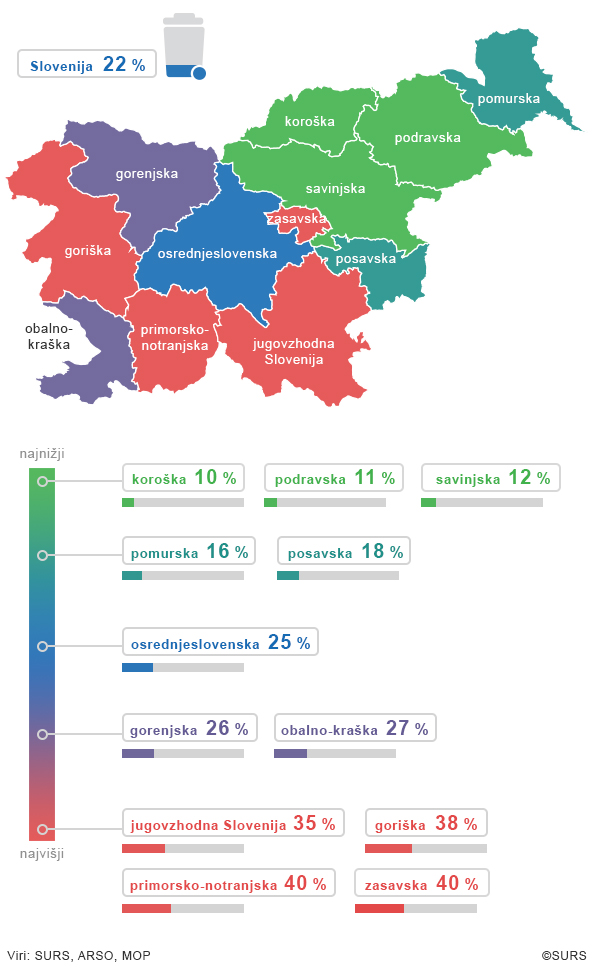 Slovenija 22 %
pomurska
koroška
podravska
gorenjska
savinjska
zasavska
goriška
osrednjeslovenska
posavska
obalno-
kraška
primorsko-
notranjska
jugovzhodna
Slovenija
najnižji
koroška 10 % podravska 11 % savinjska 12 %
pomurska 16 % posavska 18 %
osrednjeslovenska 25 %
gorenjska 26 % obalno-kraška 27 %
jugovzhodna Slovenija 35 % goriška 38 %
najvišji
primorsko-notranjska 40 % zasavska 40 %
Viri: SURS, ARSO, MOP ©SURS